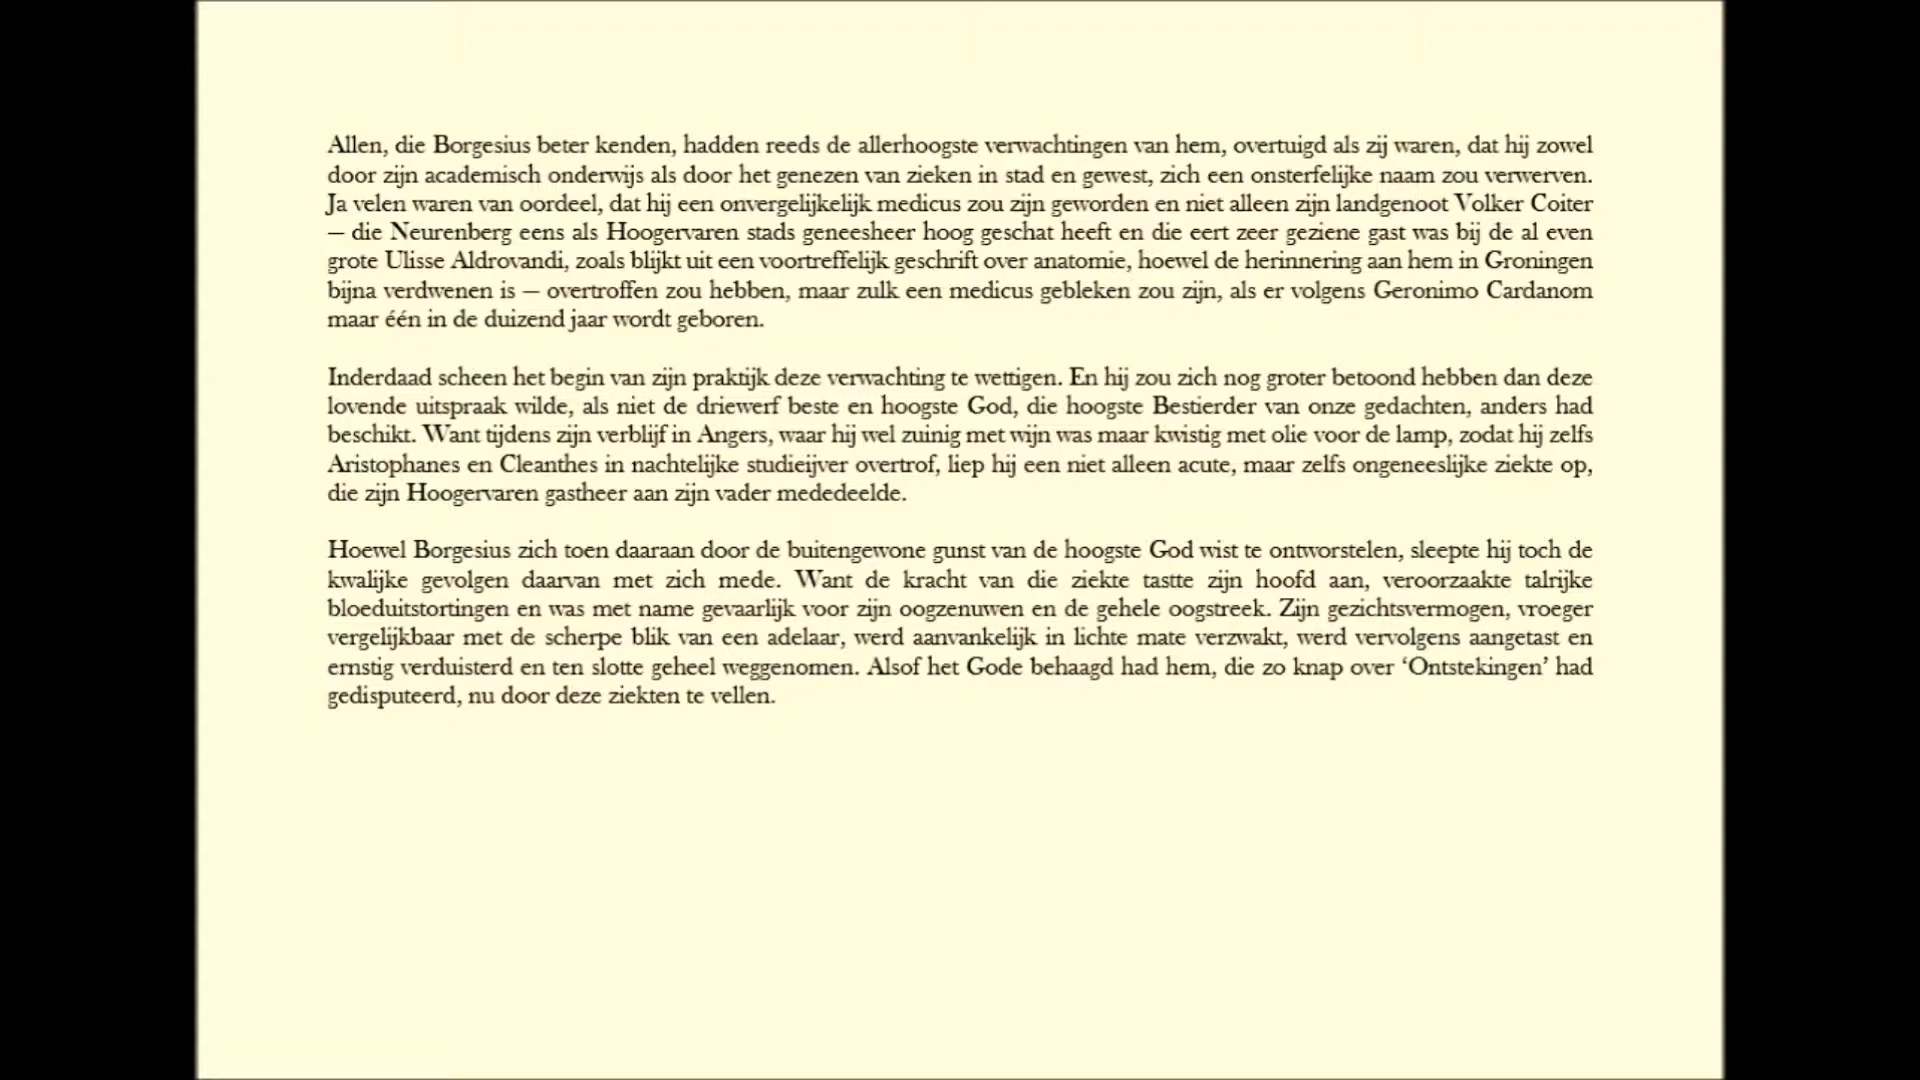 Allen, die Borgesius beter kenden, hadden reeds de allerhoogste verwachtingen van hem, overtuigd als zij waren, dat hij zowel
door zijn academisch onderwijs als door het genezen van zieken in stad en gewest, zich een onsterfelijke naam zou verwerven.
Ja velen waren van oordeel, dat hij een onvergelijkelijk medicus zou zijn geworden en niet alleen zijn landgenoot Volker Coiter
– die Neurenberg eens als Hoogervaren stads geneesheer hoog geschat heeft en die eert zeer geziene gast was bij de al even
grote Ulisse Aldrovandi, zoals blijkt uit een voortreffelijk geschrift over anatomie, hoewel de herinnering aan hem in Groningen
bijna verdwenen is – overtroffen zou hebben, maar zulk een medicus gebleken zou zijn, als er volgens Geronimo Cardanom
maar één in de duizend jaar wordt geboren.
Inderdaad scheen het begin van zijn praktijk deze verwachting te wettigen. En hij zou zich nog groter betoond hebben dan deze
lovende uitspraak wilde, als niet de driewerf beste en hoogste God, die hoogste Bestierder van onze gedachten, anders had
beschikt. Want tijdens zijn verblijf in Angers, waar hij wel zuinig met wijn was maar kwistig met olie voor de lamp, zodat hij zelfs
Aristophanes en Cleanthes in nachtelijke studieijver overtrof, liep hij een niet alleen acute, maar zelfs ongeneeslijke ziekte op,
die zijn Hoogervaren gastheer aan zijn vader mededeelde.
Hoewel Borgesius zich toen daaraan door de buitengewone gunst van de hoogste God wist te ontworstelen, sleepte hij toch de
kwalijke gevolgen daarvan met zich mede. Want de kracht van die ziekte tastte zijn hoofd aan, veroorzaakte talrijke
bloeduitstortingen en was met name gevaarlijk voor zijn oogzenuwen en de gehele oogstreek. Zijn gezichtsvermogen, vroeger
vergelijkbaar met de scherpe blik van een adelaar, werd aanvankelijk in lichte mate verzwakt, werd vervolgens aangetast en
ernstig verduisterd en ten slotte geheel weggenomen. Alsof het Gode behaagd had hem, die zo knap over ‘Ontstekingen’ had
gedisputeerd, nu door deze ziekten te vellen.